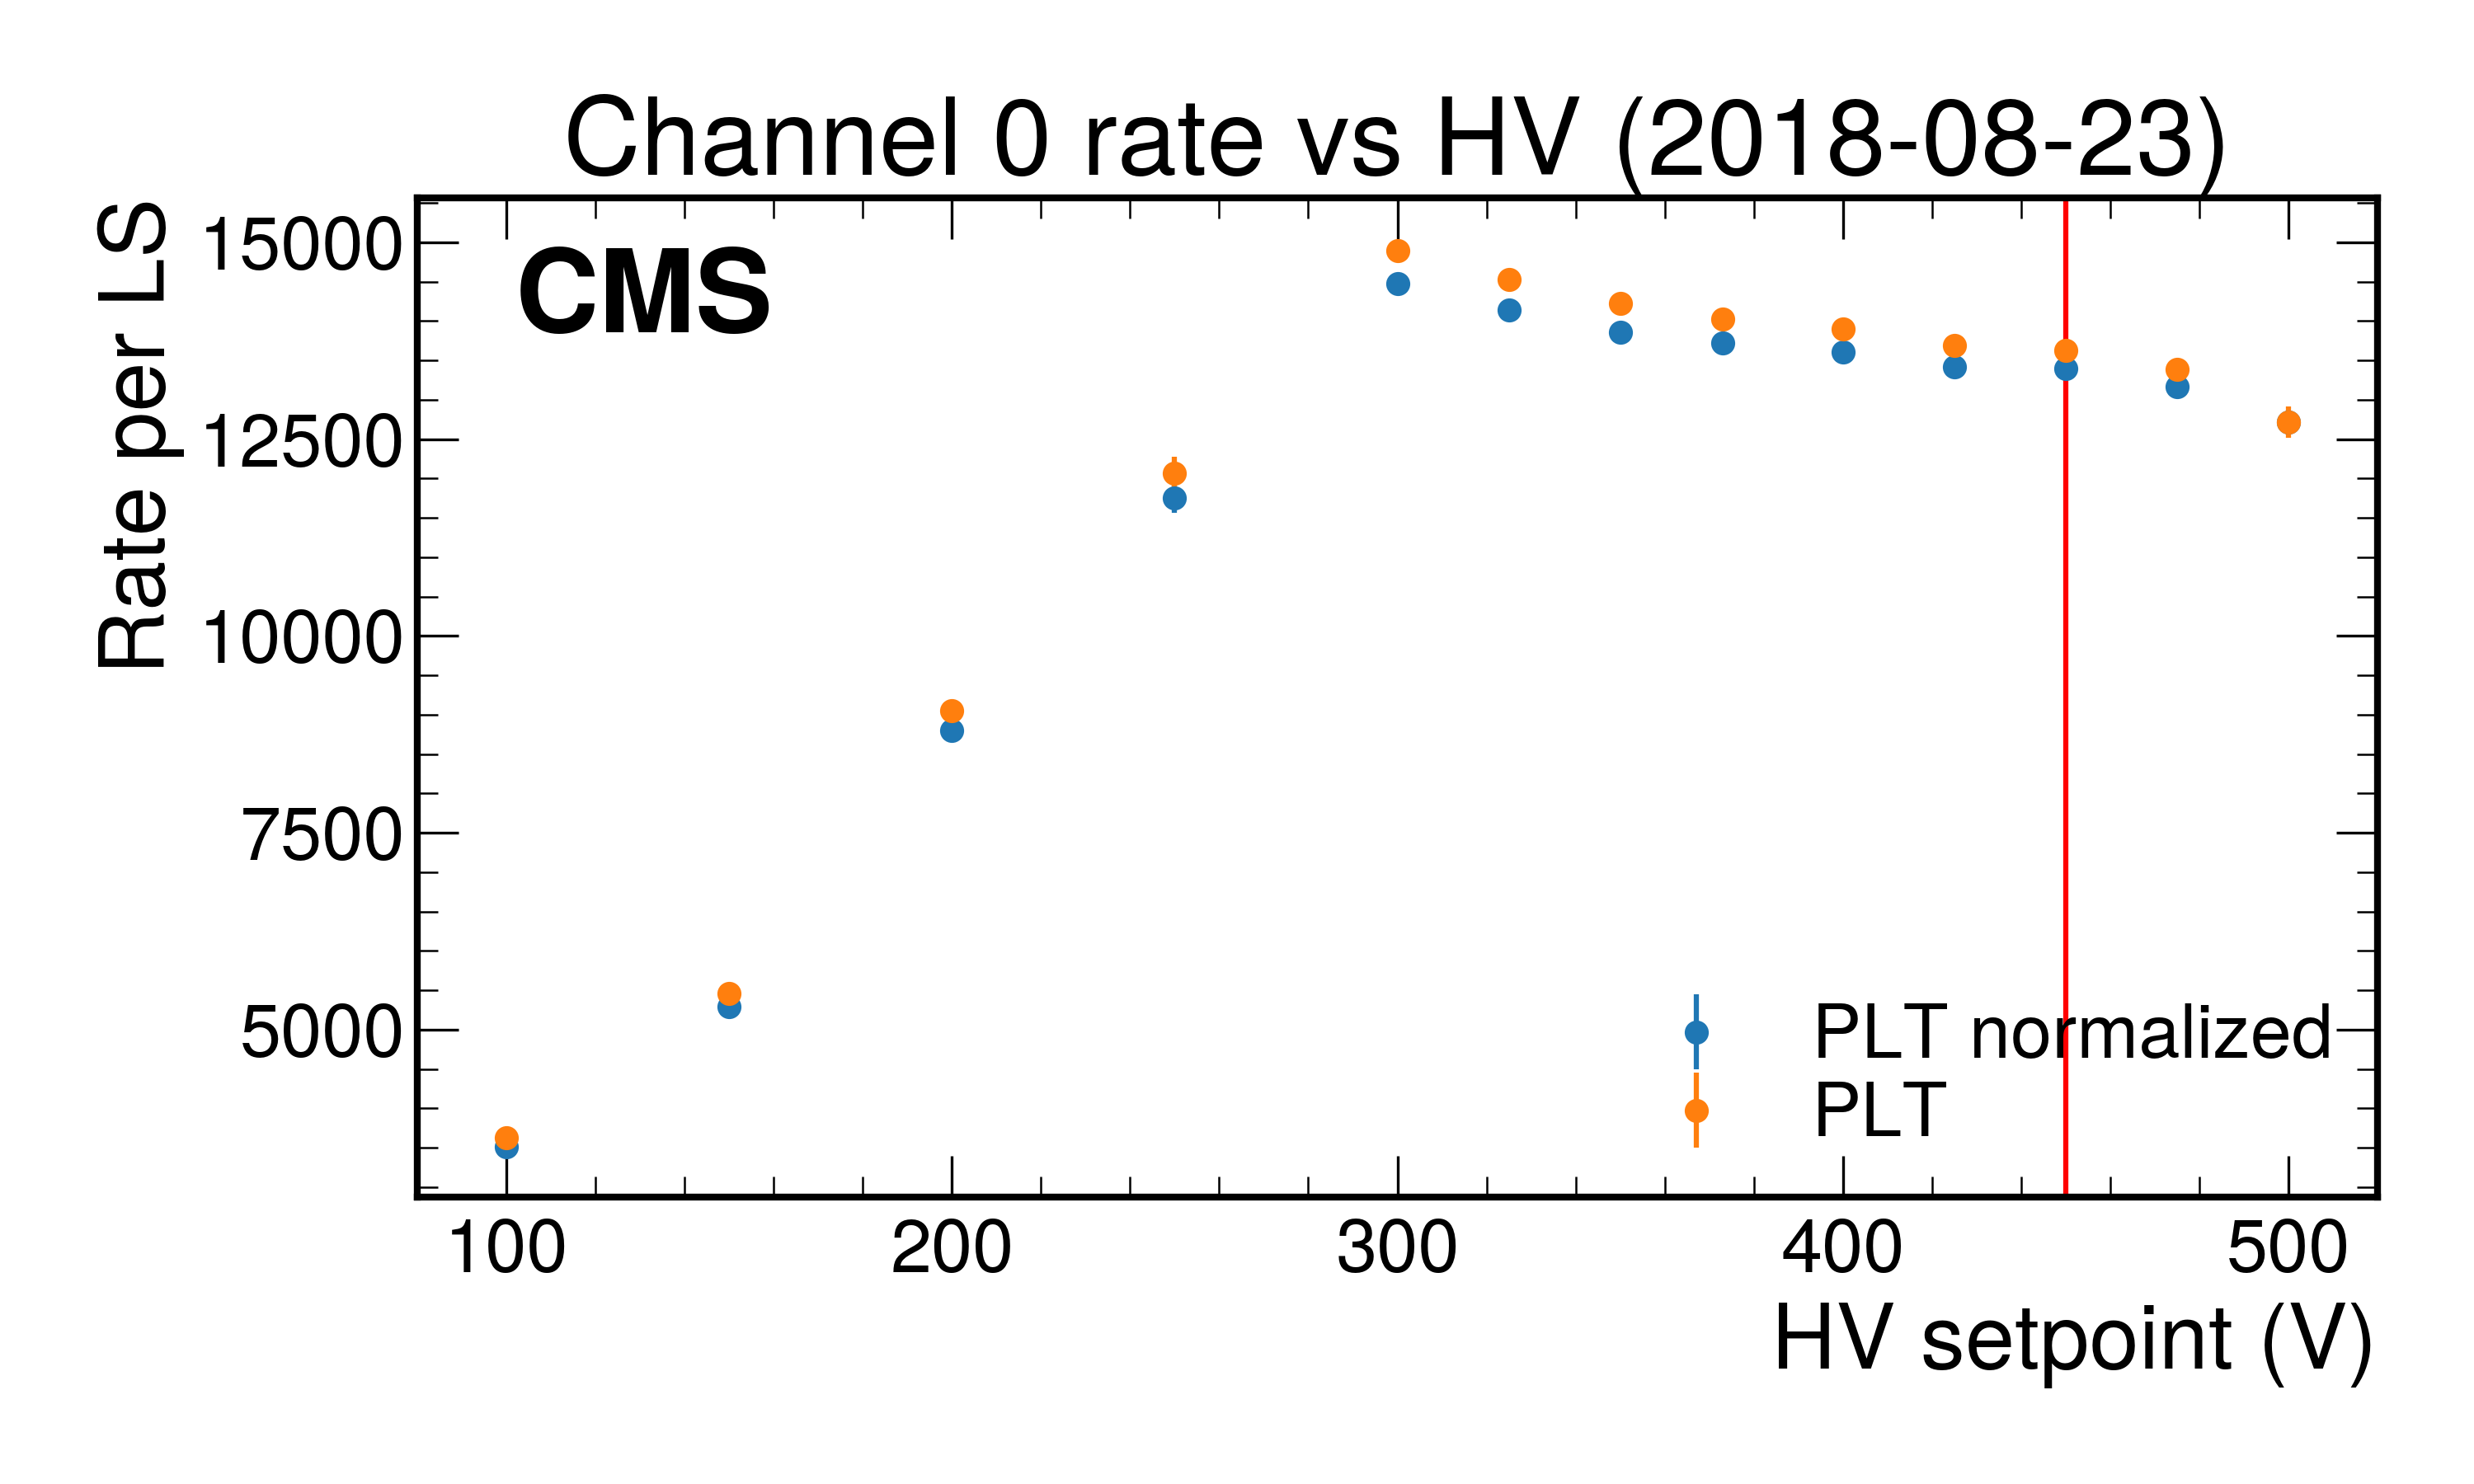 Channel 0 rate vs HV (2018-08-23)
CMS
Rate per LS
15000
12500
10000
7500
5000
PLT normalized
PLT
100 200 300 400 500
HV setpoint (V)